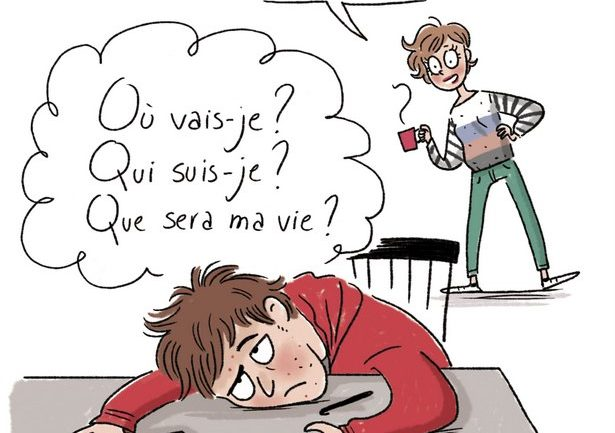 Où vais-je ?
Qui suis-je ?
Que sera ma vie ?